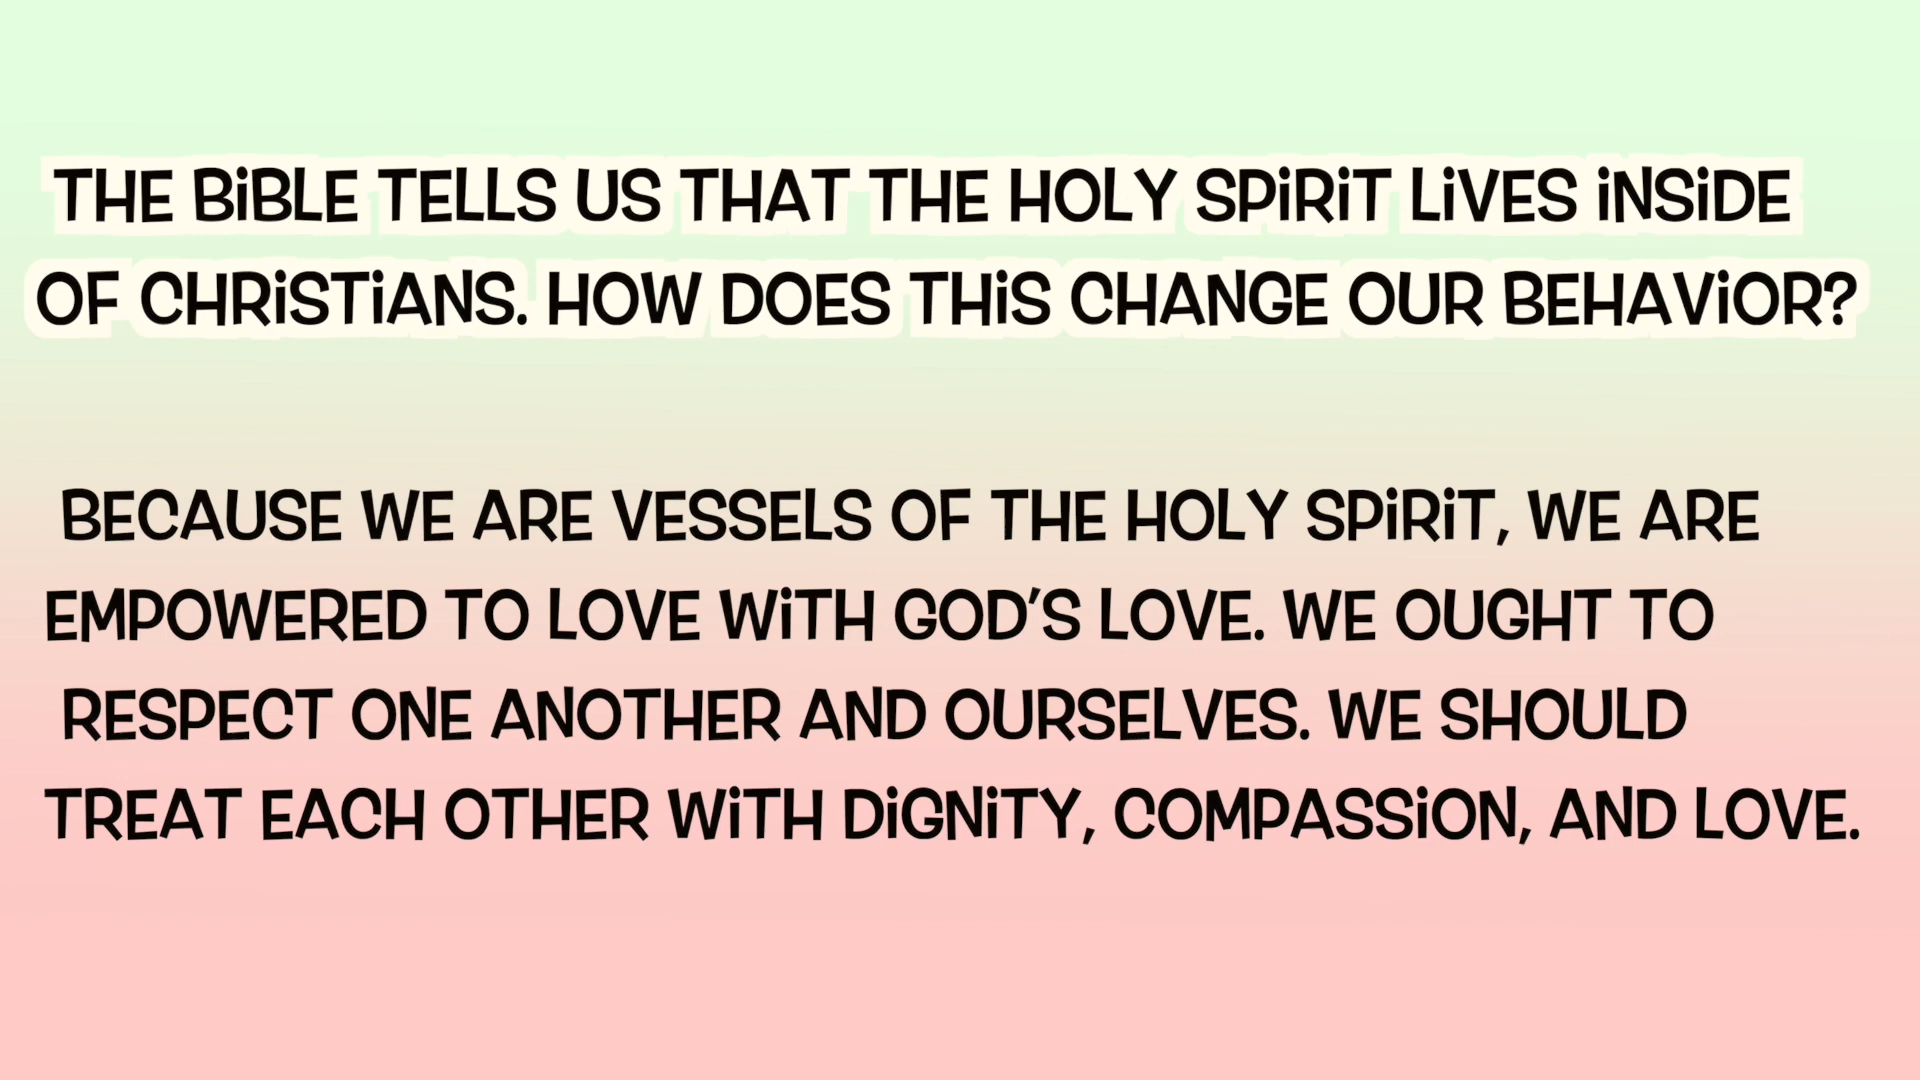 THE BiBLE TELLS US THAT THE HOLY SPiRiT LiVES iNSiDE
OF CHRiSTiANS. HOW DOES THiS CHANGE OUR BEHAViOR?
BECAUSE WE ARE VESSELS OF THE HOLY SPiRiT, WE ARE
EMPOWERED TO LOVE WiTH GOD'S LOVE. WE OUGHT TO
RESPECT ONE ANOTHER AND OURSELVES. WE SHOULD
TREAT EACH OTHER WiTH DiGNiTY, COMPASSiON, AND LOVE.